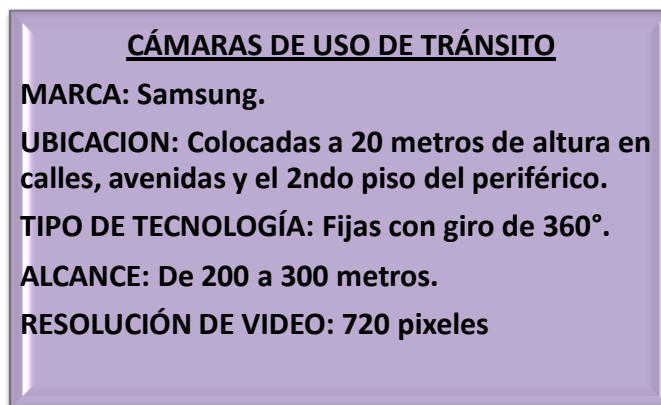 CÁMARAS DE USO DE TRÁNSITO
MARCA: Samsung.
UBICACION: Colocadas a 20 metros de altura en
calles, avenidas y el 2ndo piso del periférico.
TIPO DE TECNOLOGÍA: Fijas con giro de 360°.
ALCANCE: De 200 a 300 metros.
RESOLUCIÓN DE VIDEO: 720 pixeles